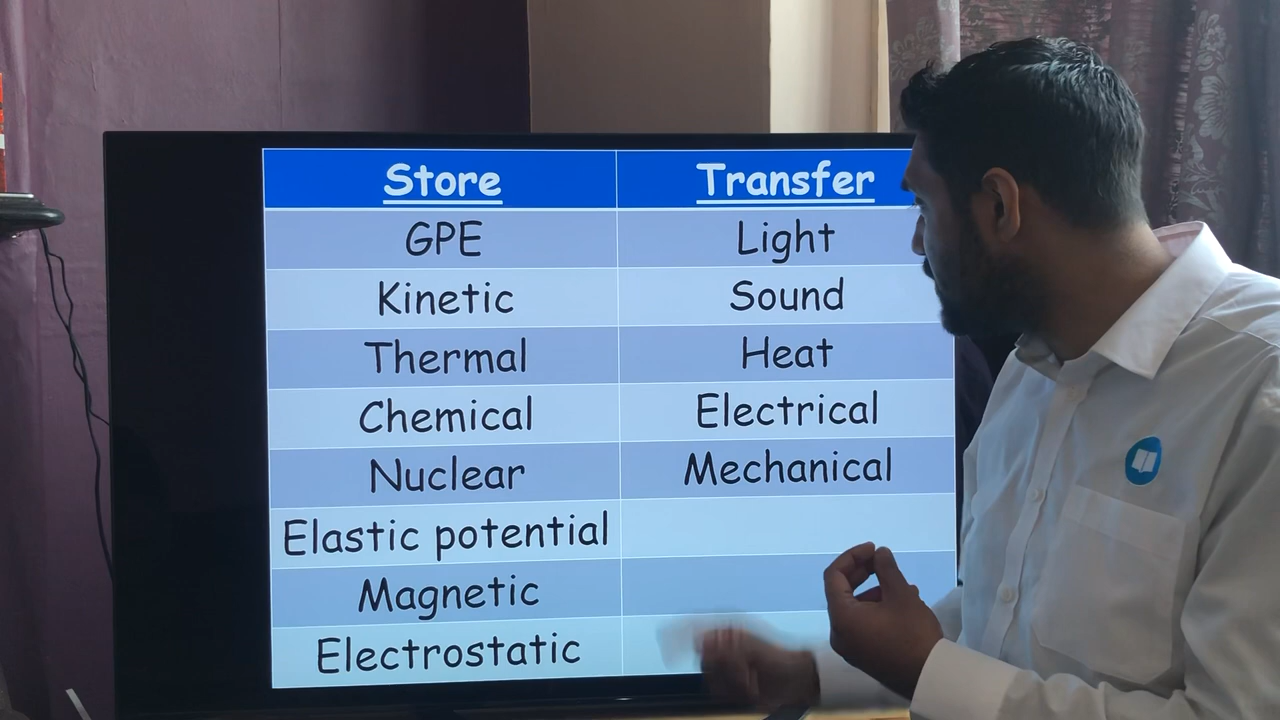 Store Transfer
GPE Light
Kinetic Sound
Thermal Heat
Chemical Electrical
Nuclear Mechanical
Elastic potential
Magnetic
Electrostatic